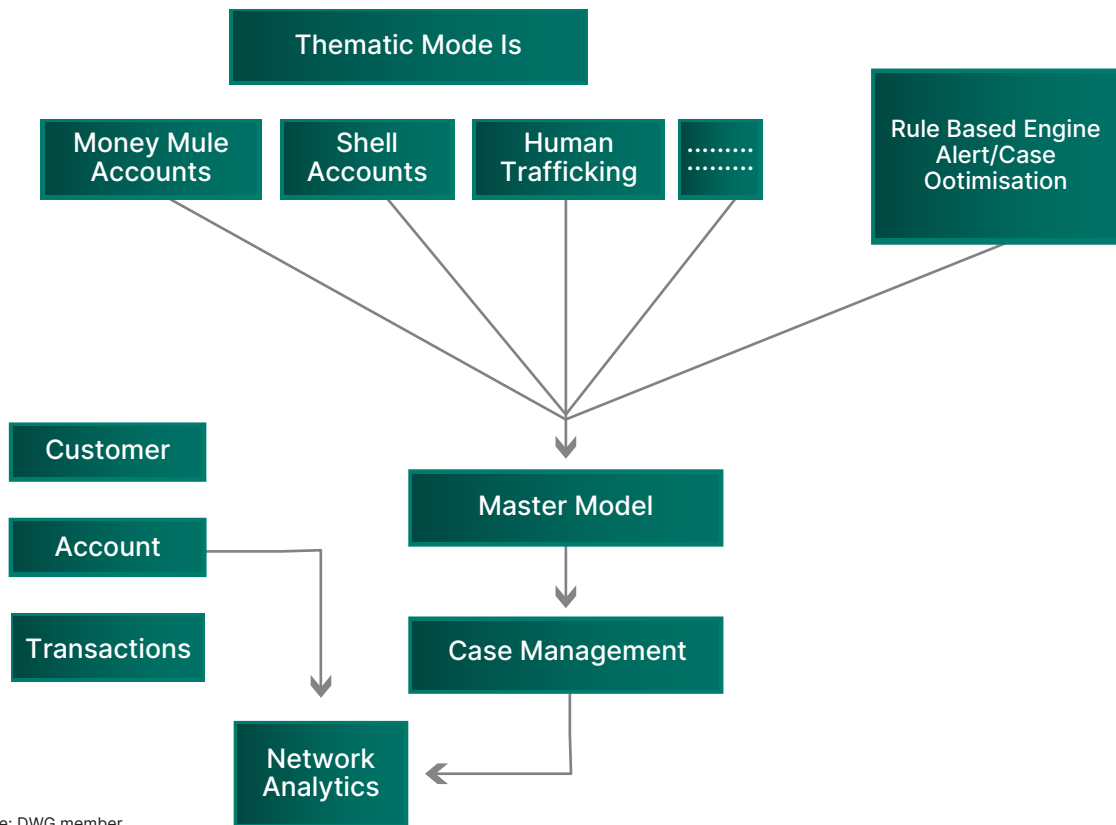 Thematic Mode Is
Money Mule
Accounts
Shell
Accounts
Human
Trafficking
.........
.........
Rule Based Engine
Alert/Case
Ootimisation
Customer
Account
Transactions
Master Model
Case Management
Network
Analytics
e: DWG member